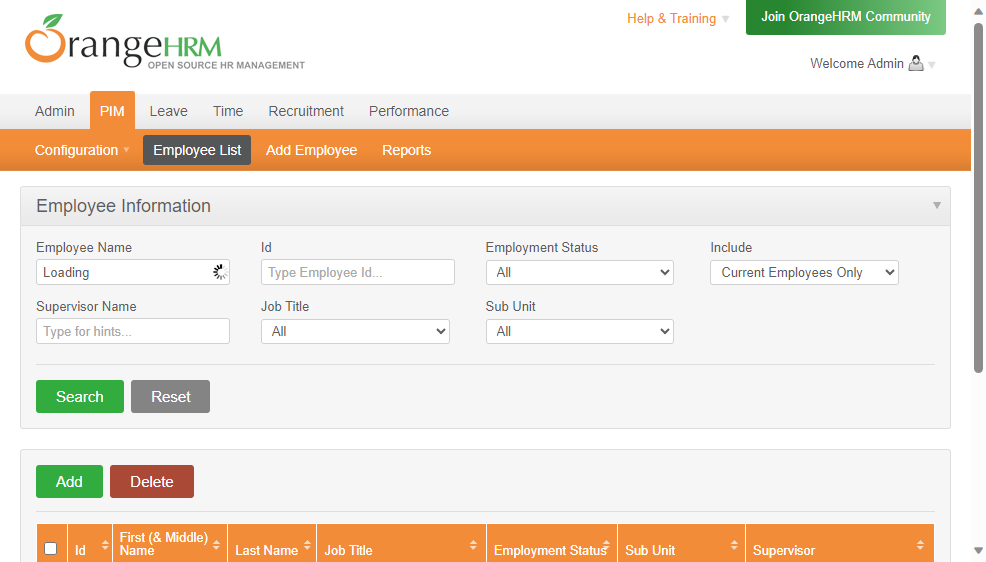 Help & Training
Join OrangeHRM Community
OrangeHRM
OPEN SOURCE HR MANAGEMENT
Welcome Admin
Admin PIM Leave Time Recruitment Performance
Configuration Employee List Add Employee Reports
Employee Information
Employee Name Id Employment Status Include
Loading Type Employee Id... All Current Employees Only
Supervisor Name Job Title Sub Unit
Type for hints... All All
Search Reset
Add Delete
Id First (& Middle) Name Last Name Job Title Employment Status Sub Unit Supervisor